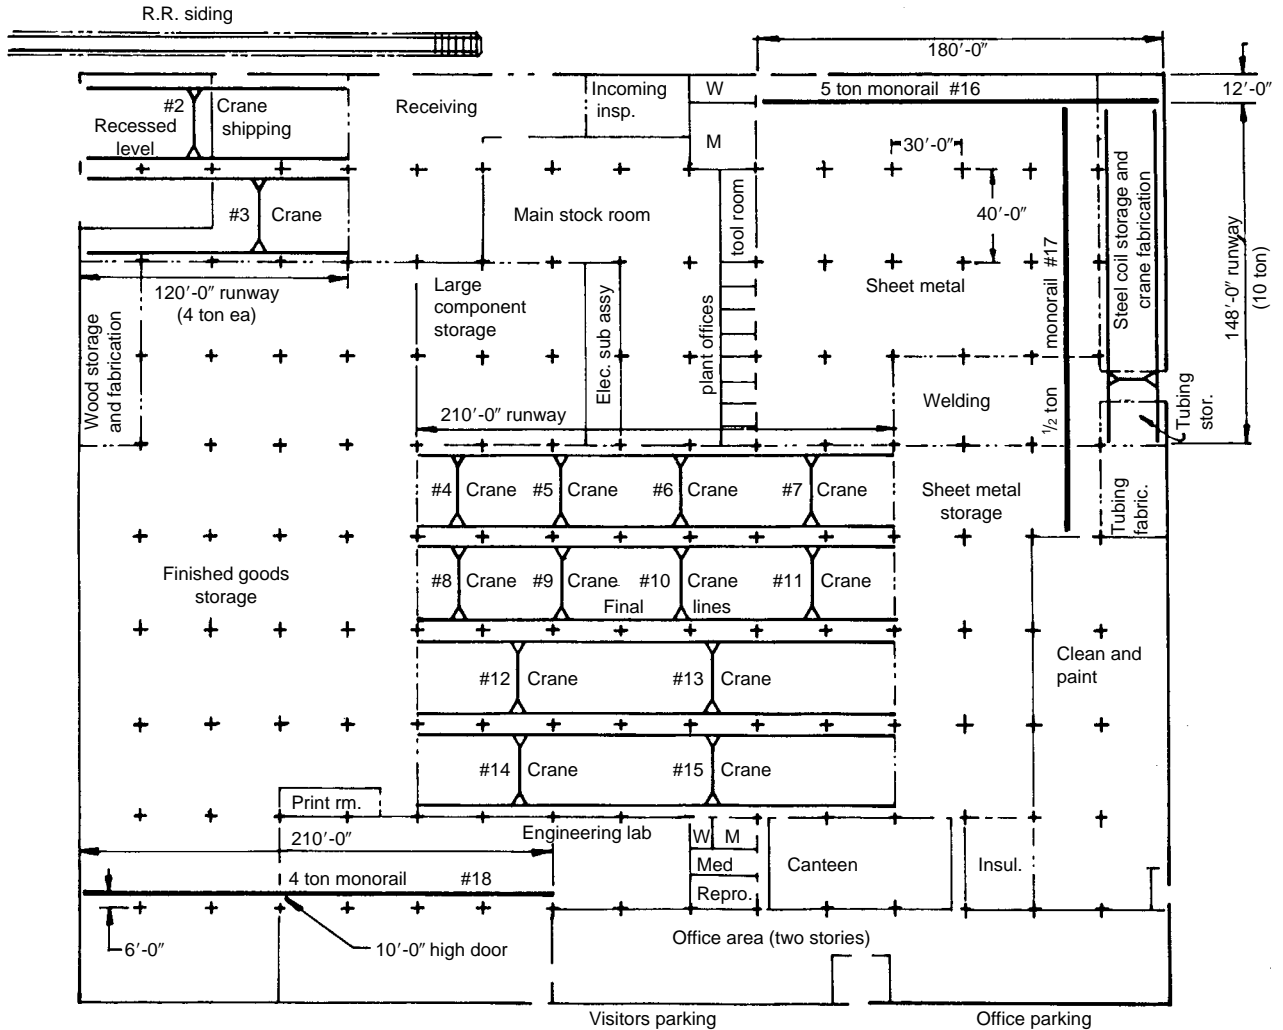 R.R. siding
180′-0″
12′-0″
#2 Crane
shipping
Recessed
level
Receiving
Incoming
insp.
W
5 ton monorail #16
M
30′-0″
#3 Crane
Main stock room
tool room
40′-0″
Steel coil storage and
crane fabrication
120′-0″ runway
(4 ton ea)
Large
component
storage
Sheet metal
148′-0″ runway
(10 ton)
Wood storage
and fabrication
Elec. sub assy
plant offices
½ ton monorail #17
Welding
Tubing
stor.
210′-0″ runway
#4 Crane #5 Crane #6 Crane #7 Crane
Sheet metal
storage
Tubing
fabric.
#8 Crane #9 Crane #10 Crane #11 Crane
Final lines
Finished goods
storage
#12 Crane #13 Crane
Clean and
paint
#14 Crane #15 Crane
Print rm.
210′-0″
Engineering lab
W M
Med
Repro.
Canteen
Insul.
4 ton monorail #18
6′-0″
10′-0″ high door
Office area (two stories)
Visitors parking
Office parking